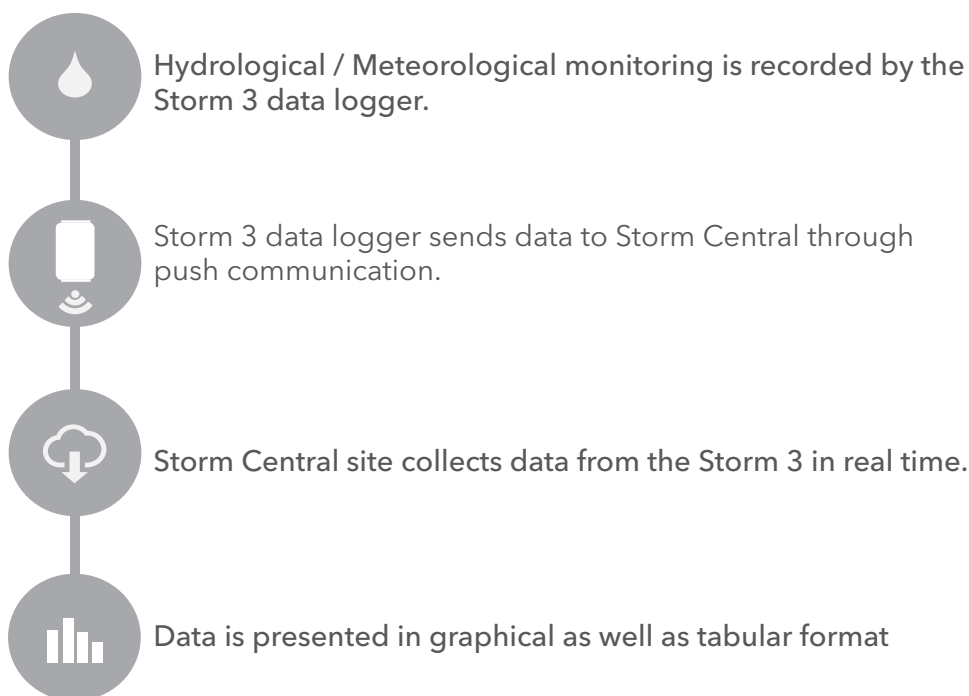 Hydrological / Meteorological monitoring is recorded by the
Storm 3 data logger.
Storm 3 data logger sends data to Storm Central through
push communication.
Storm Central site collects data from the Storm 3 in real time.
Data is presented in graphical as well as tabular format